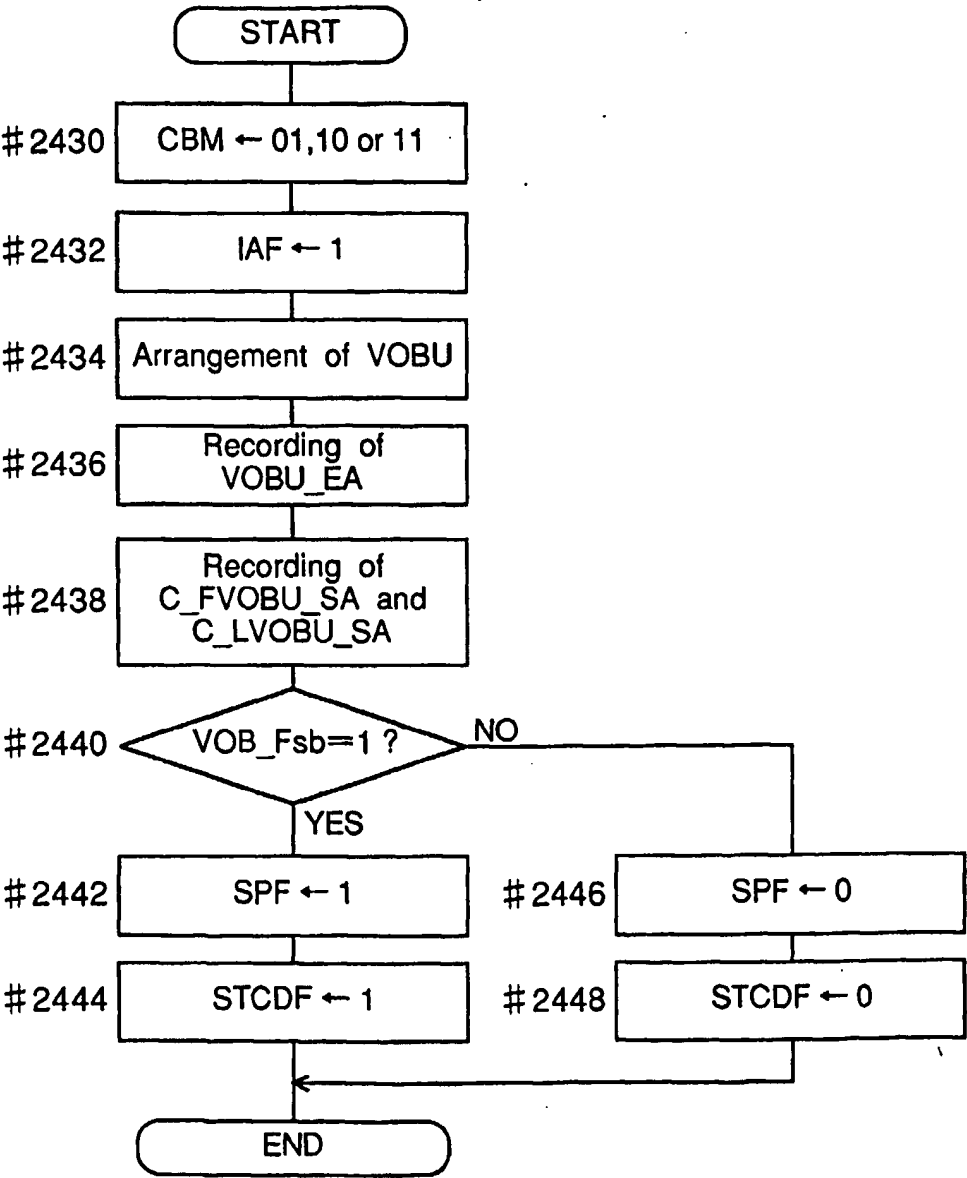 START
#2430
CBM ← 01,10 or 11
#2432
IAF ← 1
#2434
Arrangement of VOBU
#2436
Recording of
VOBU_EA
#2438
Recording of
C_FVOBU_SA and
C_LVOBU_SA
#2440
VOB_Fsb=1 ?
NO
YES
#2442
SPF ← 1
#2446
SPF ← 0
#2444
STCDF ← 1
#2448
STCDF ← 0
END